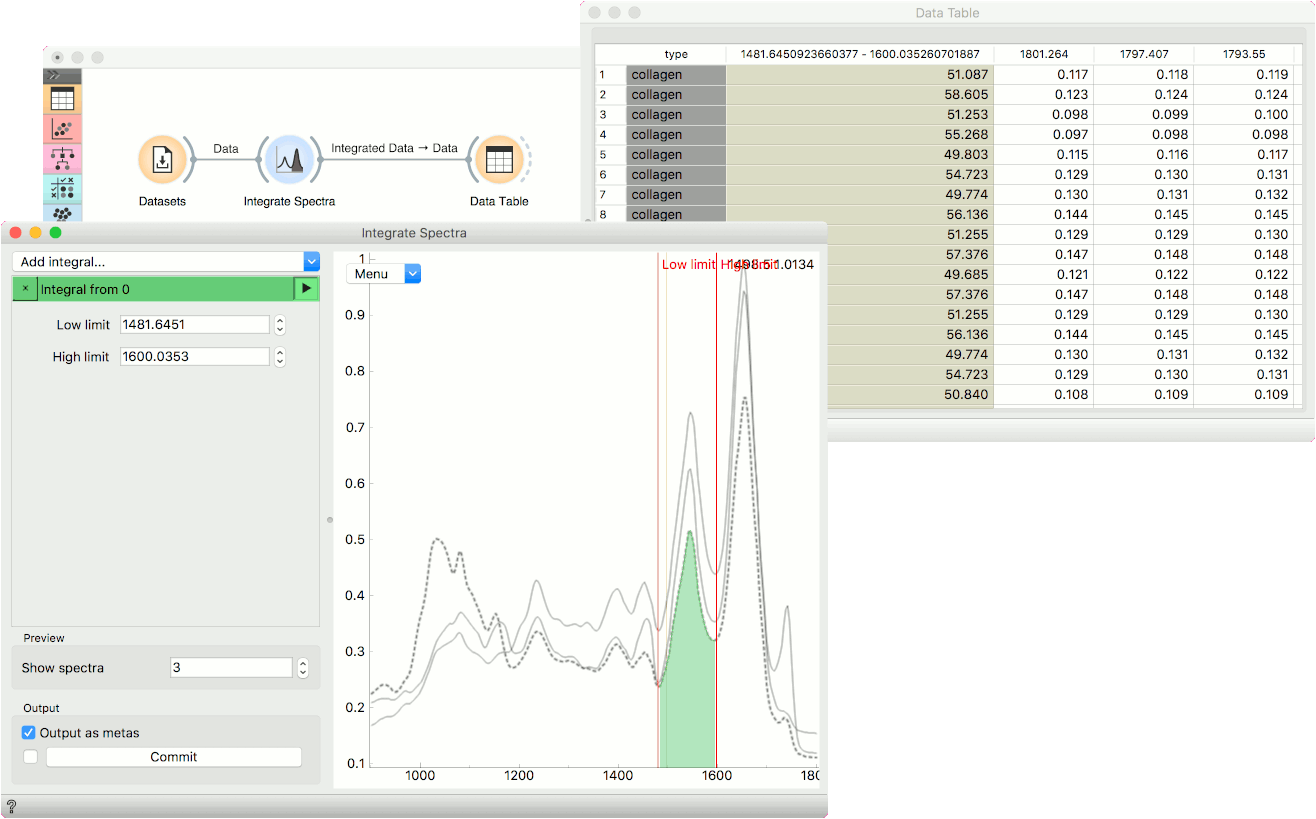 Data Table
type 1481.6450923660377 - 1600.035260701887 1801.264 1797.407 1793.55
1 collagen 51.087 0.117 0.118 0.119
2 collagen 58.605 0.123 0.124 0.124
3 collagen 51.253 0.098 0.099 0.100
4 collagen 55.268 0.097 0.098 0.098
5 collagen 49.803 0.115 0.116 0.117
6 collagen 54.723 0.129 0.130 0.131
7 collagen 49.774 0.130 0.131 0.132
8 collagen 56.136 0.144 0.145 0.145
51.255 0.129 0.129 0.130
57.376 0.147 0.148 0.148
49.685 0.121 0.122 0.122
57.376 0.147 0.148 0.148
51.255 0.129 0.129 0.130
56.136 0.144 0.145 0.145
49.774 0.130 0.131 0.132
54.723 0.129 0.130 0.131
50.840 0.108 0.109 0.109
Data
Integrated Data → Data
Datasets
Integrate Spectra
Data Table
Integrate Spectra
Add integral...
× Integral from 0
Low limit 1481.6451
High limit 1600.0353
Preview
Show spectra 3
Output
Output as metas
Commit
?
Menu
Low limit High limit
1.0134
1
0.9
0.8
0.7
0.6
0.5
0.4
0.3
0.2
0.1
1000 1200 1400 1600 180